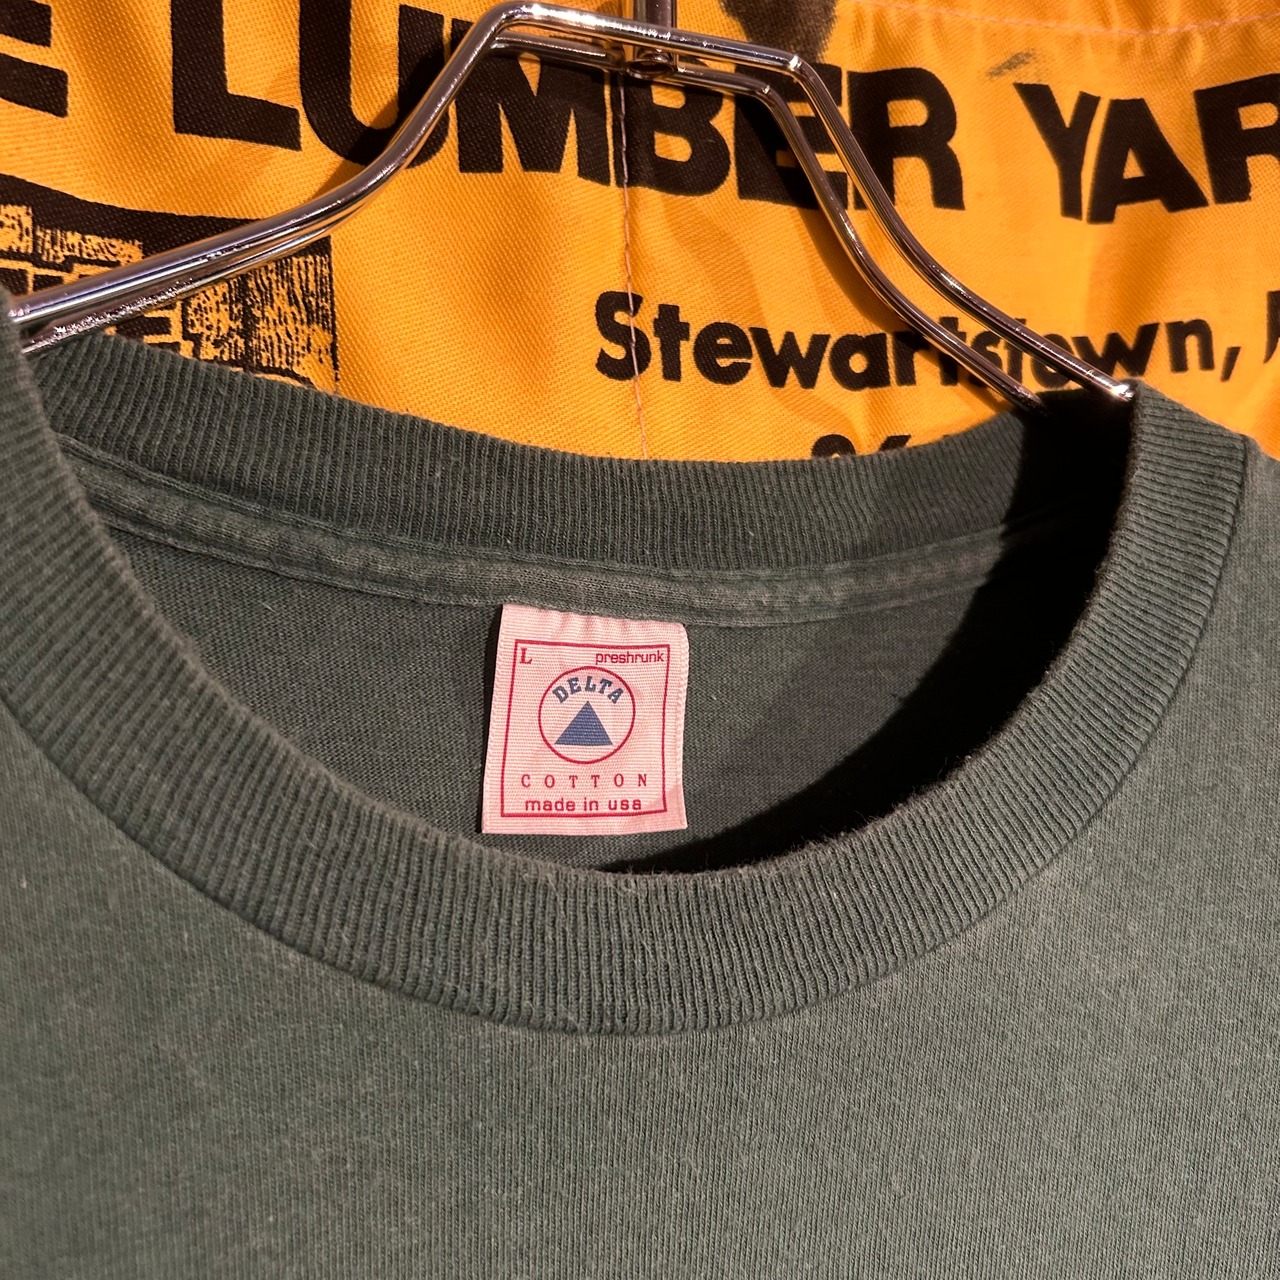 LUMBER YAR
Stewartstown,
L preshrunk
DELTA
COTTON
made in usa